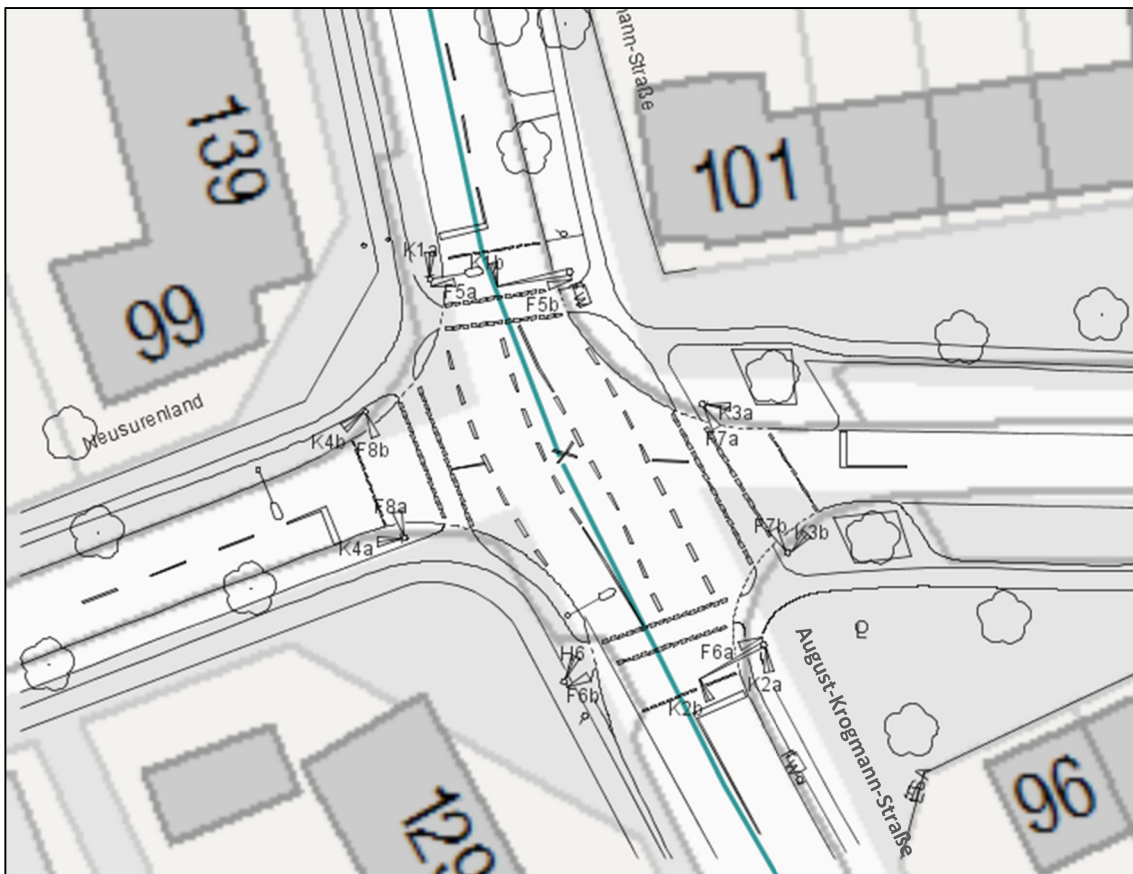 mann-Straße
139
101
K1a
K1b
F5a
F5b
99
Neusurenland
K3a
F7a
K4b
F8b
F8a
K4a
F7b
K3b
H6
F6a
F6b
K2a
K2b
August-Krogmann-Straße
96
129